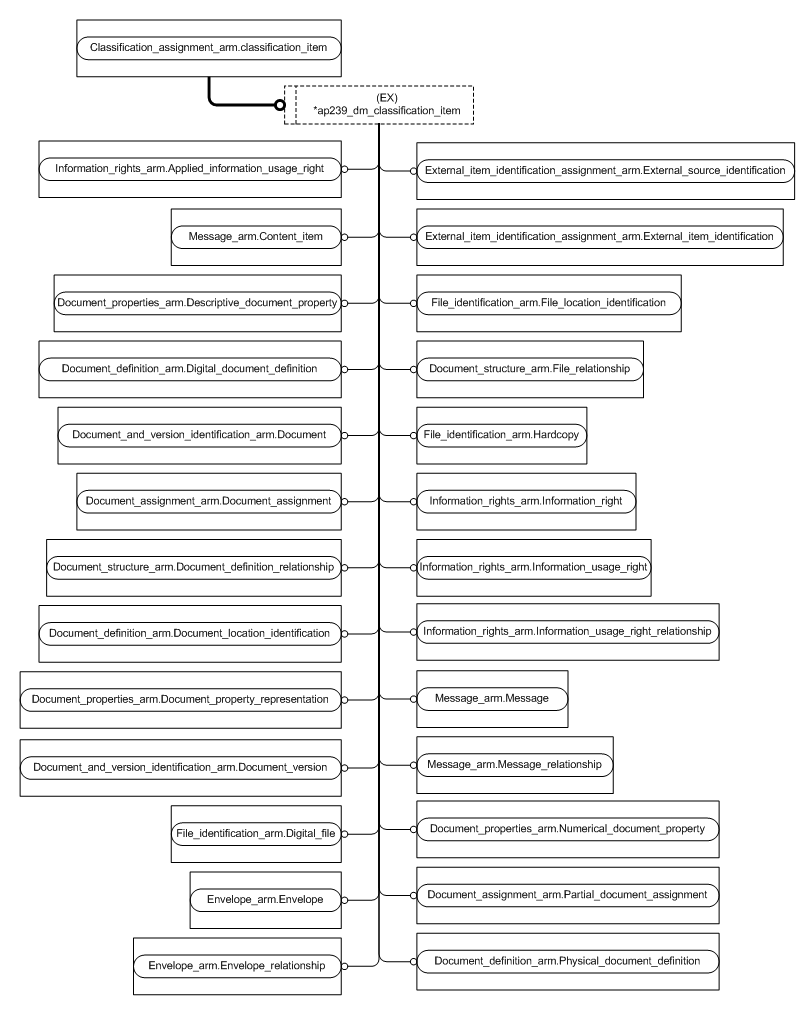 Classification_assignment_arm.classification_item
(EX)
*ap239_dm_classification_item
Information_rights_arm.Applied_information_usage_right
External_item_identification_assignment_arm.External_source_identification
Message_arm.Content_item
External_item_identification_assignment_arm.External_item_identification
Document_properties_arm.Descriptive_document_property
File_identification_arm.File_location_identification
Document_definition_arm.Digital_document_definition
Document_structure_arm.File_relationship
Document_and_version_identification_arm.Document
File_identification_arm.Hardcopy
Document_assignment_arm.Document_assignment
Information_rights_arm.Information_right
Document_structure_arm.Document_definition_relationship
Information_rights_arm.Information_usage_right
Document_definition_arm.Document_location_identification
Information_rights_arm.Information_usage_right_relationship
Document_properties_arm.Document_property_representation
Message_arm.Message
Document_and_version_identification_arm.Document_version
Message_arm.Message_relationship
File_identification_arm.Digital_file
Document_properties_arm.Numerical_document_property
Envelope_arm.Envelope
Document_assignment_arm.Partial_document_assignment
Envelope_arm.Envelope_relationship
Document_definition_arm.Physical_document_definition